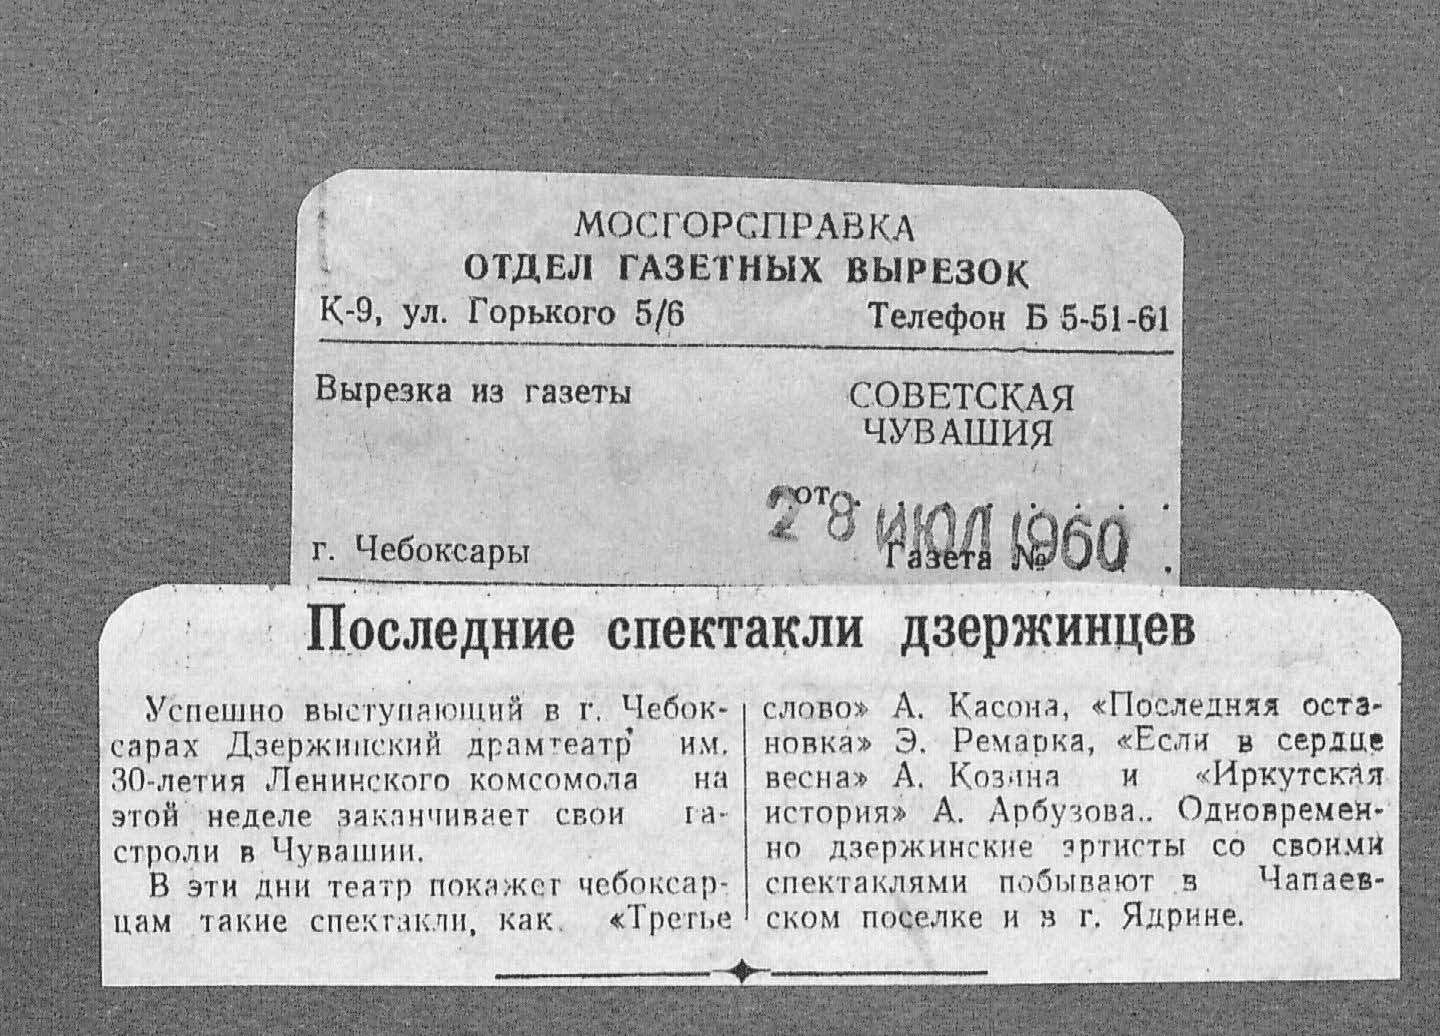 МОСГОРСПРАВКА
ОТДЕЛ ГАЗЕТНЫХ ВЫРЕЗОК
К-9, ул. Горького 5/6 Телефон Б 5-51-61
Вырезка из газеты СОВЕТСКАЯ
ЧУВАШИЯ
от
28 ИЮЛ 1960
г. Чебоксары Газета №
Последние спектакли дзержинцев
Успешно выступающий в г. Чебок-
сарах Дзержинский драмтеатр им.
30-летия Ленинского комсомола на
этой неделе заканчивает свои га-
строли в Чувашии.
В эти дни театр покажет чебоксар-
цам такие спектакли, как «Третье
слово» А. Касона, «Последняя оста-
новка» Э. Ремарка, «Если в сердце
весна» А. Козина и «Иркутская
история» А. Арбузова.. Одновремен-
но дзержинские артисты со своими
спектаклями побывают в Чапаев-
ском поселке и в г. Ядрине.